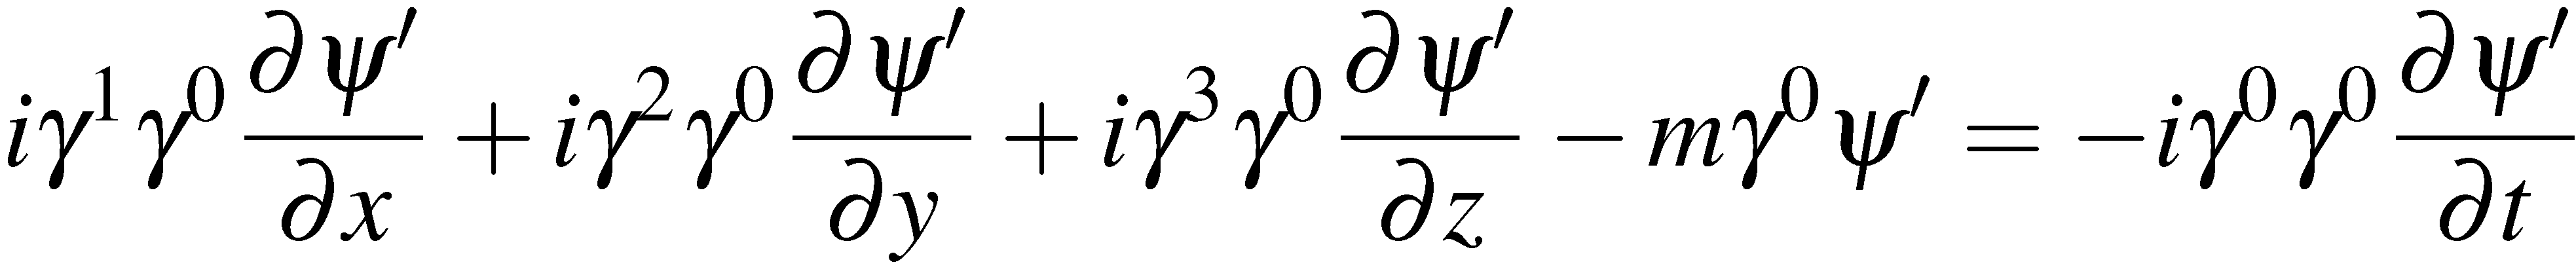 iγ¹γ⁰ ∂ψ′/∂x + iγ²γ⁰ ∂ψ′/∂y + iγ³γ⁰ ∂ψ′/∂z − mγ⁰ψ′ = −iγ⁰γ⁰ ∂ψ′/∂t